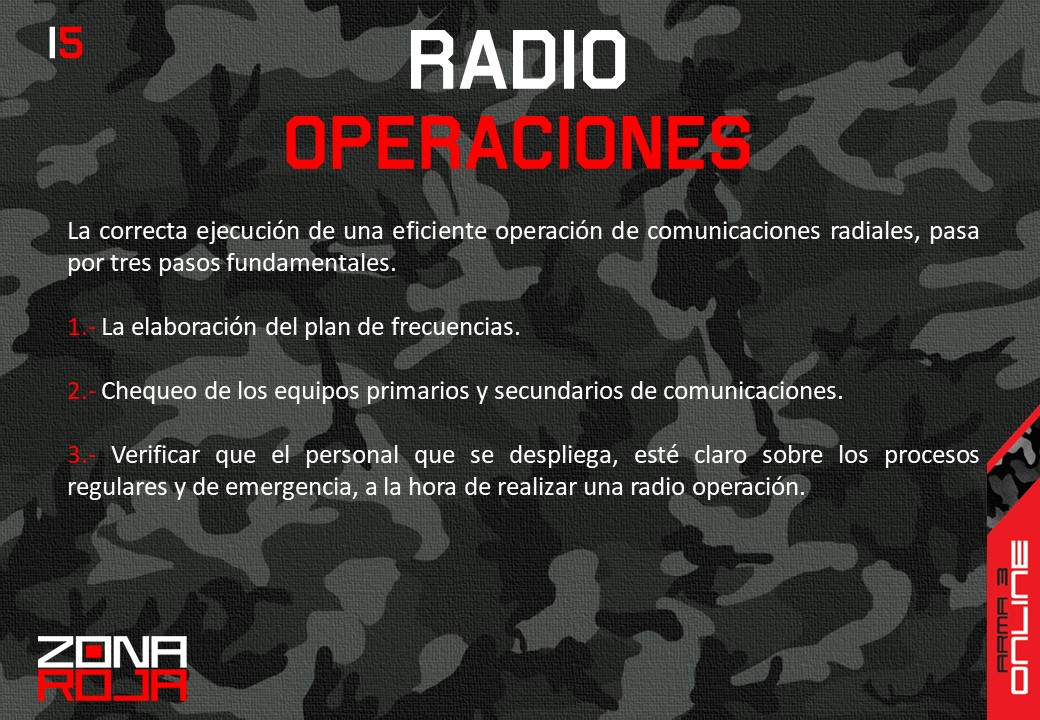 15
RADIO
OPERACIONES
La correcta ejecución de una eficiente operación de comunicaciones radiales, pasa
por tres pasos fundamentales.
1.- La elaboración del plan de frecuencias.
2.- Chequeo de los equipos primarios y secundarios de comunicaciones.
3.- Verificar que el personal que se despliega, esté claro sobre los procesos
regulares y de emergencia, a la hora de realizar una radio operación.
ARMA 3
ONLINE
ZONA
ROJA